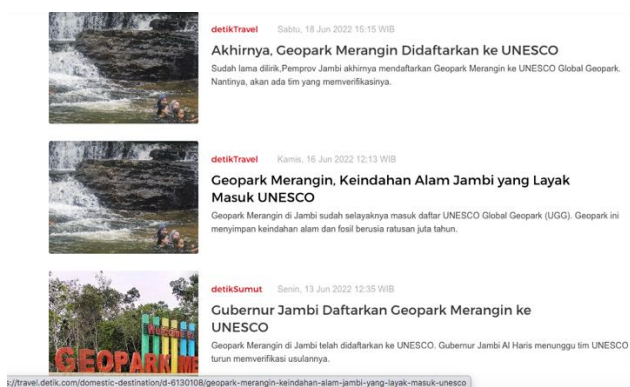 detikTravel Sabtu, 18 Jun 2022 15:15 WIB
Akhirnya, Geopark Merangin Didaftarkan ke UNESCO
Sudah lama dilirik,Pemprov Jambi akhirnya mendaftarkan Geopark Merangin ke UNESCO Global Geopark.
Nantinya, akan ada tim yang memverifikasinya.
detikTravel Kamis, 16 Jun 2022 12:13 WIB
Geopark Merangin, Keindahan Alam Jambi yang Layak
Masuk UNESCO
Geopark Merangin di Jambi sudah selayaknya masuk daftar UNESCO Global Geopark (UGG). Geopark ini
menyimpan keindahan alam dan fosil berusia ratusan juta tahun.
detikSumut Senin, 13 Jun 2022 12:35 WIB
Gubernur Jambi Daftarkan Geopark Merangin ke
UNESCO
Geopark Merangin di Jambi telah didaftarkan ke UNESCO. Gubernur Jambi Al Haris menunggu tim UNESCO
turun memverifikasi usulannya.
GEOPARK ME
s://travel.detik.com/domestic-destination/d-6130108/geopark-merangin-keindahan-alam-jambi-yang-layak-masuk-unesco